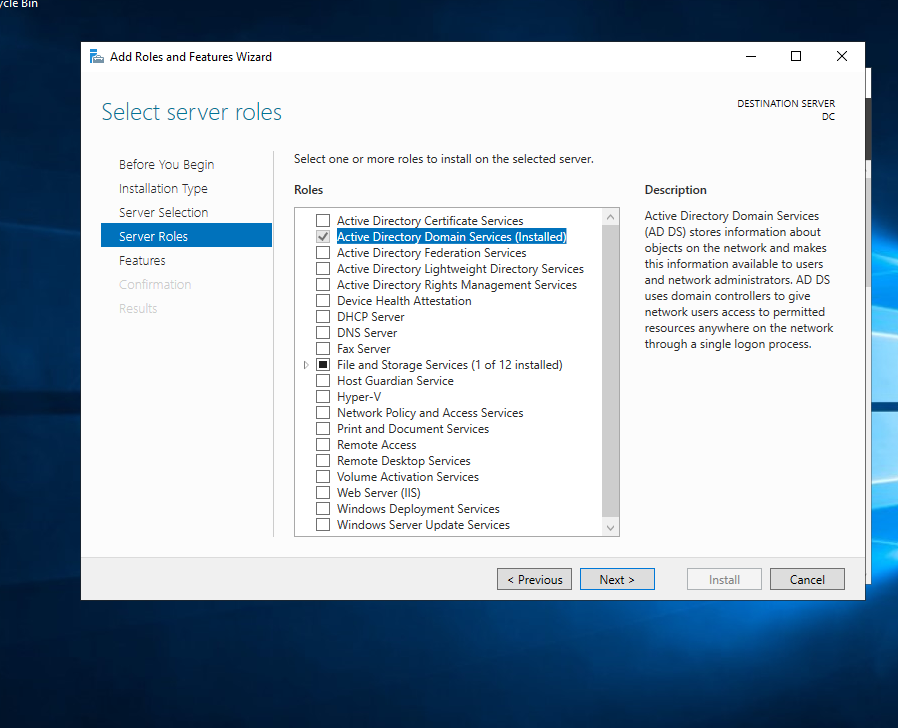 Add Roles and Features Wizard
Select server roles
DESTINATION SERVER
DC
Before You Begin
Installation Type
Server Selection
Server Roles
Features
Confirmation
Results
Select one or more roles to install on the selected server.
Roles
Active Directory Certificate Services
Active Directory Domain Services (Installed)
Active Directory Federation Services
Active Directory Lightweight Directory Services
Active Directory Rights Management Services
Device Health Attestation
DHCP Server
DNS Server
Fax Server
File and Storage Services (1 of 12 installed)
Host Guardian Service
Hyper-V
Network Policy and Access Services
Print and Document Services
Remote Access
Remote Desktop Services
Volume Activation Services
Web Server (IIS)
Windows Deployment Services
Windows Server Update Services
Description
Active Directory Domain Services
(AD DS) stores information about
objects on the network and makes
this information available to users
and network administrators. AD DS
uses domain controllers to give
network users access to permitted
resources anywhere on the network
through a single logon process.
< Previous
Next >
Install
Cancel
ycle Bin